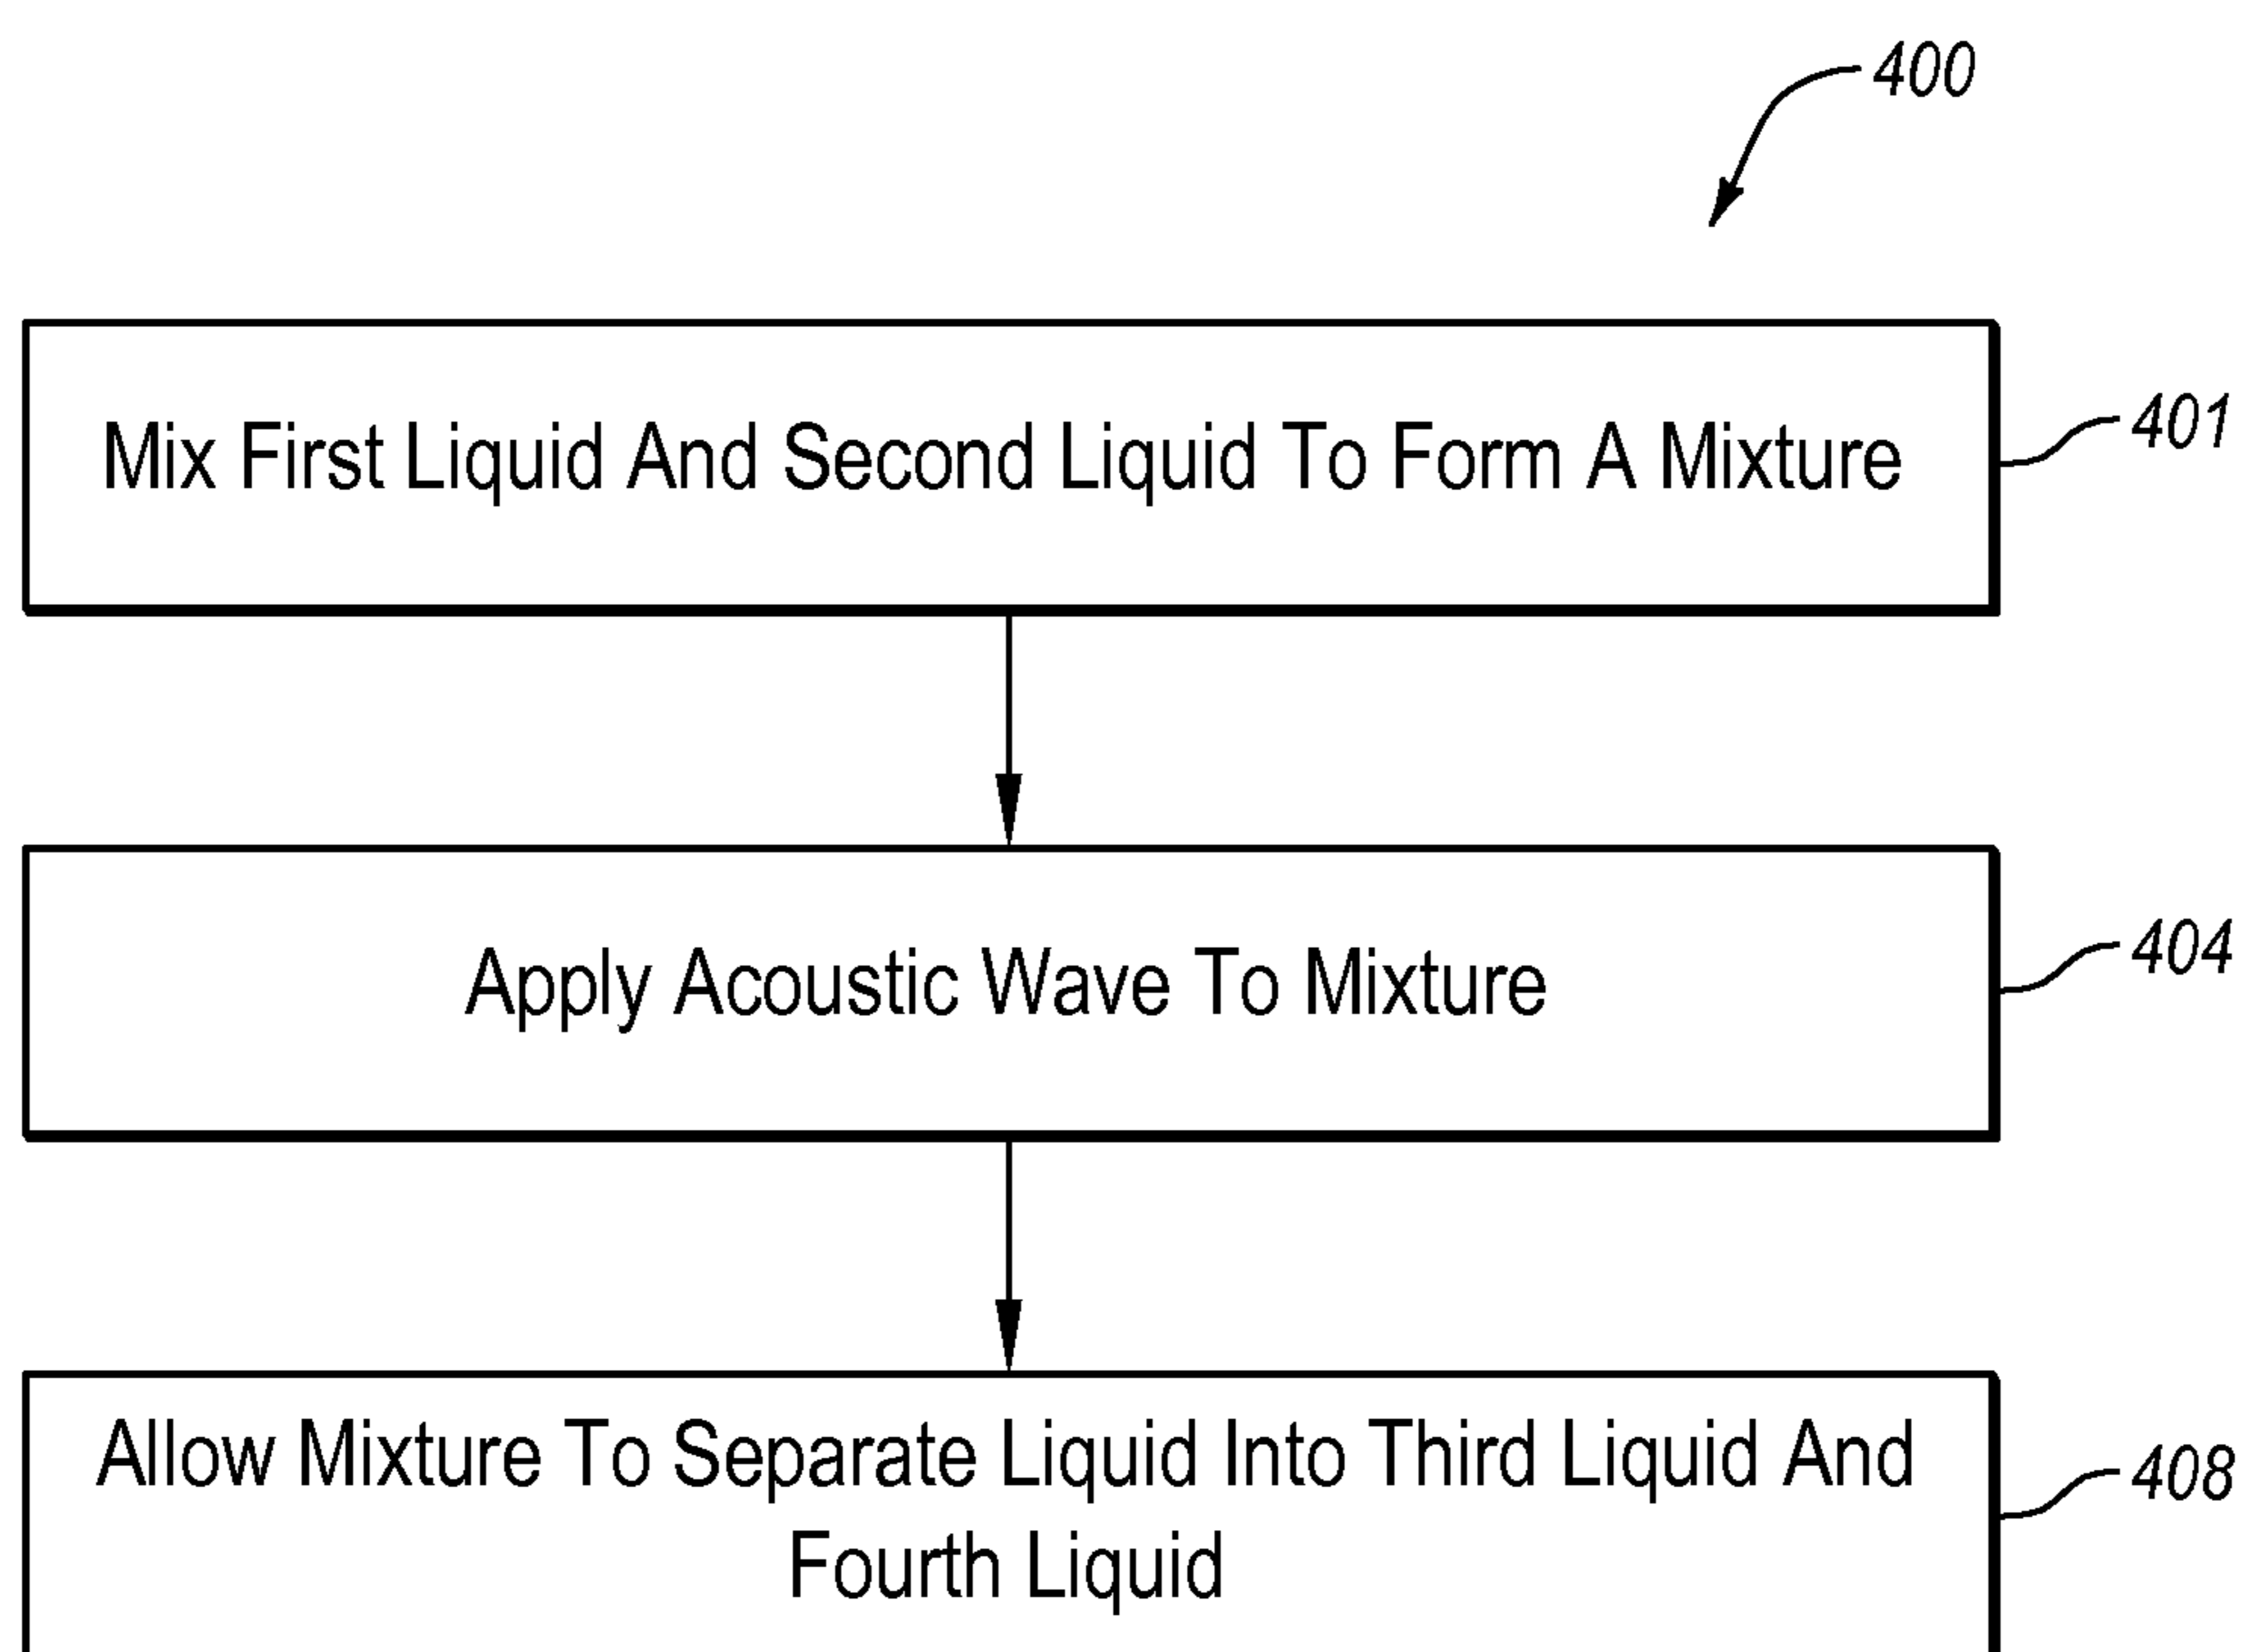 400
Mix First Liquid And Second Liquid To Form A Mixture
401
Apply Acoustic Wave To Mixture
404
Allow Mixture To Separate Liquid Into Third Liquid And
Fourth Liquid
408